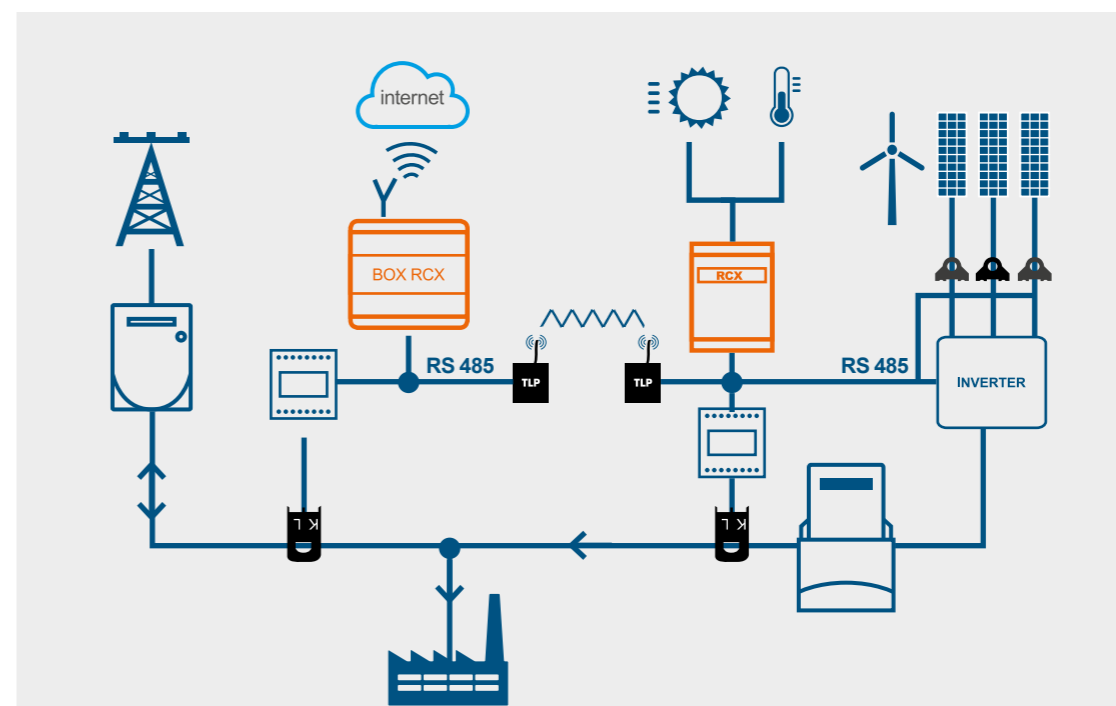 internet
BOX RCX
RCX
RS 485
TLP
TLP
RS 485
INVERTER
K L
K L